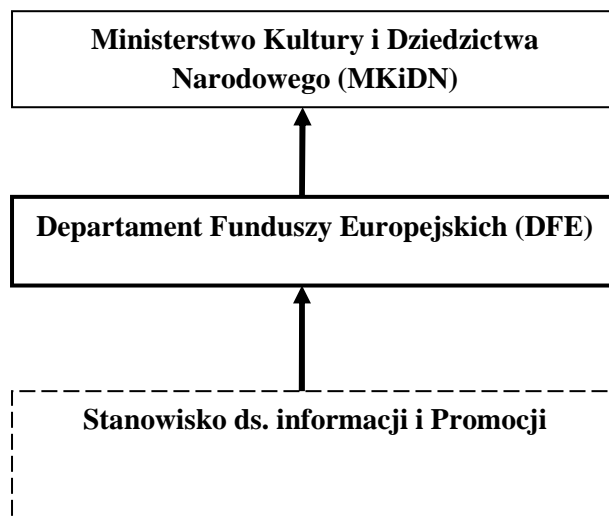 Ministerstwo Kultury i Dziedzictwa
Narodowego (MKiDN)
Departament Funduszy Europejskich (DFE)
Stanowisko ds. informacji i Promocji